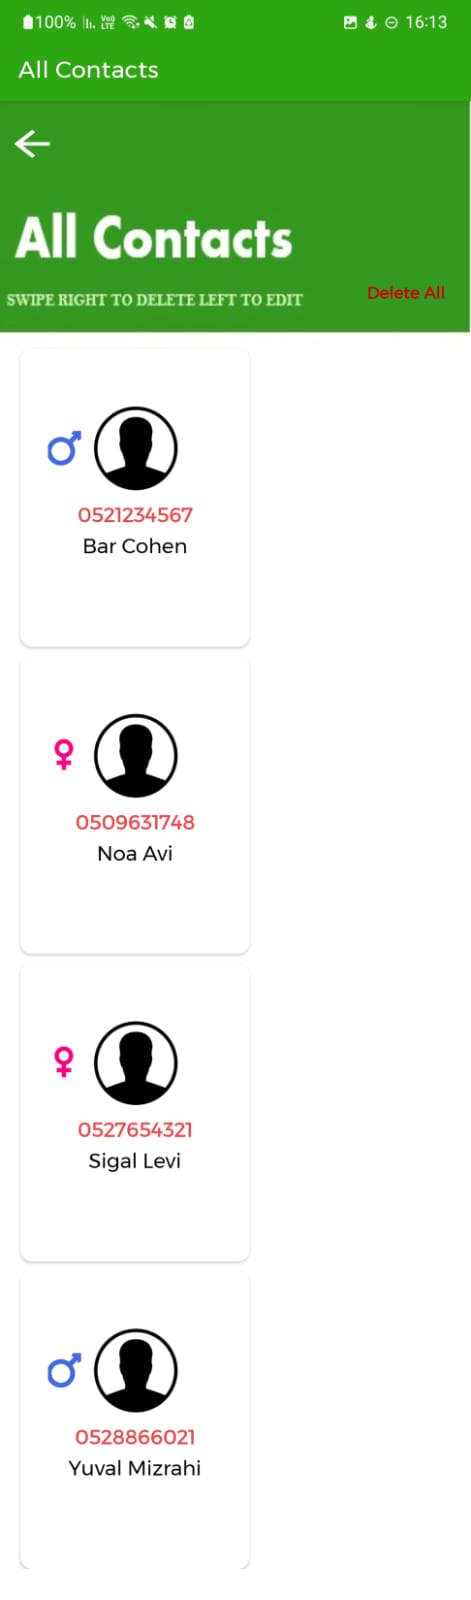 100% VoD LTE 16:13
All Contacts
All Contacts
SWIPE RIGHT TO DELETE LEFT TO EDIT
Delete All
0521234567
Bar Cohen
0509631748
Noa Avi
0527654321
Sigal Levi
0528866021
Yuval Mizrahi